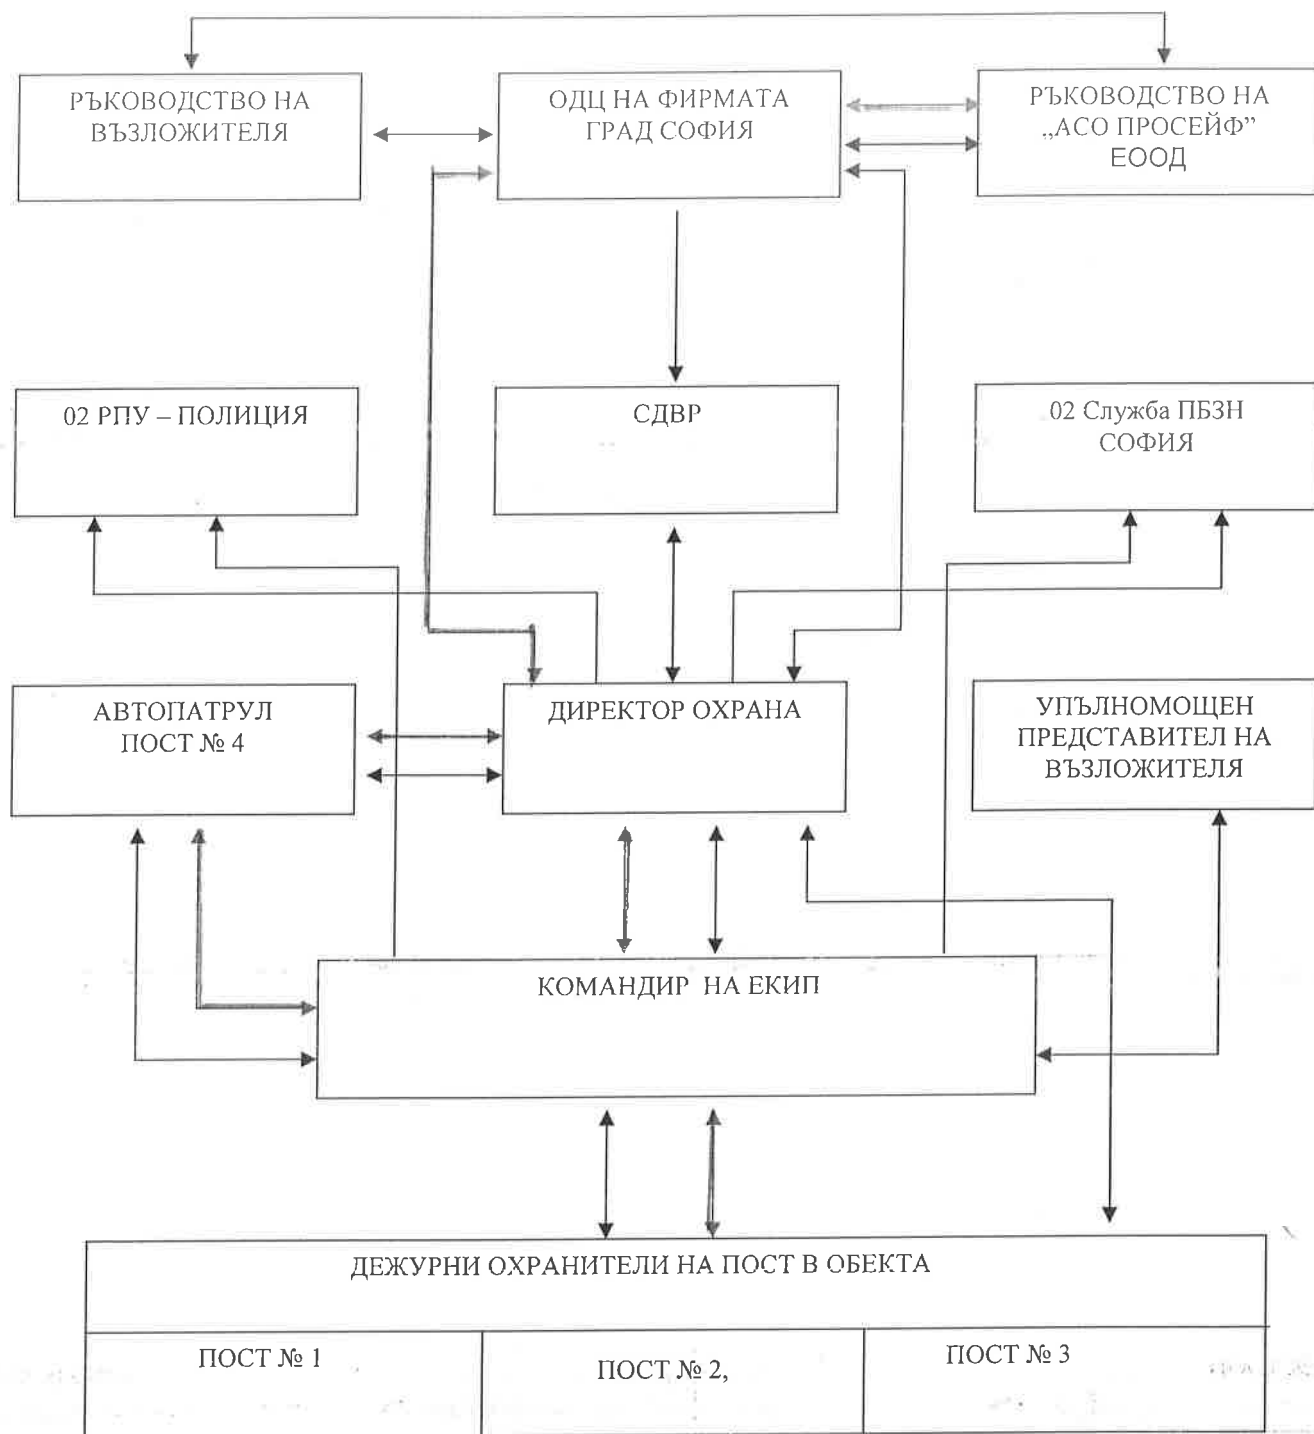 РЪКОВОДСТВО НА
ВЪЗЛОЖИТЕЛЯ
ОДЦ НА ФИРМАТА
ГРАД СОФИЯ
РЪКОВОДСТВО НА
„АСО ПРОСЕЙФ”
ЕООД
02 РПУ – ПОЛИЦИЯ
СДВР
02 Служба ПБЗН
СОФИЯ
АВТОПАТРУЛ
ПОСТ № 4
ДИРЕКТОР ОХРАНА
УПЪЛНОМОЩЕН
ПРЕДСТАВИТЕЛ НА
ВЪЗЛОЖИТЕЛЯ
КОМАНДИР НА ЕКИП
ДЕЖУРНИ ОХРАНИТЕЛИ НА ПОСТ В ОБЕКТА
ПОСТ № 1
ПОСТ № 2,
ПОСТ № 3